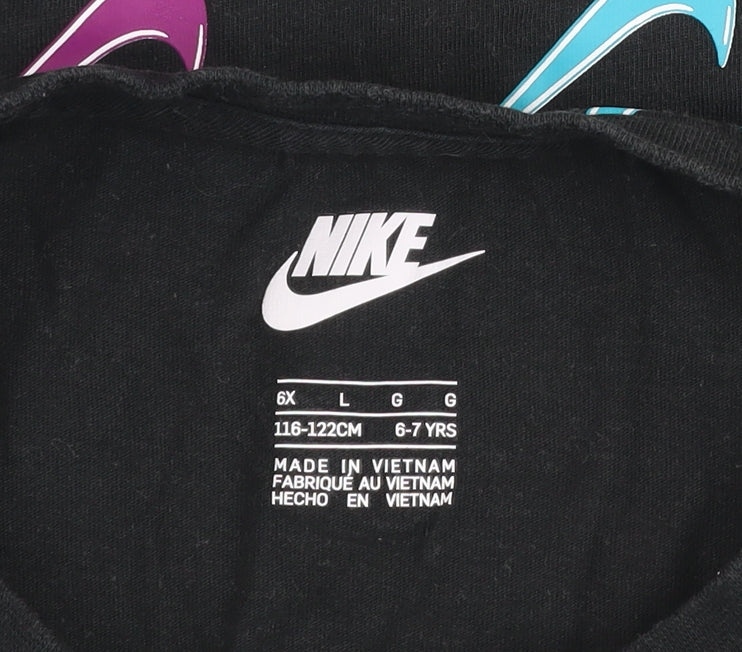 NIKE
6X L G G
116-122CM 6-7 YRS
MADE IN VIETNAM
FABRIQUÉ AU VIETNAM
HECHO EN VIETNAM